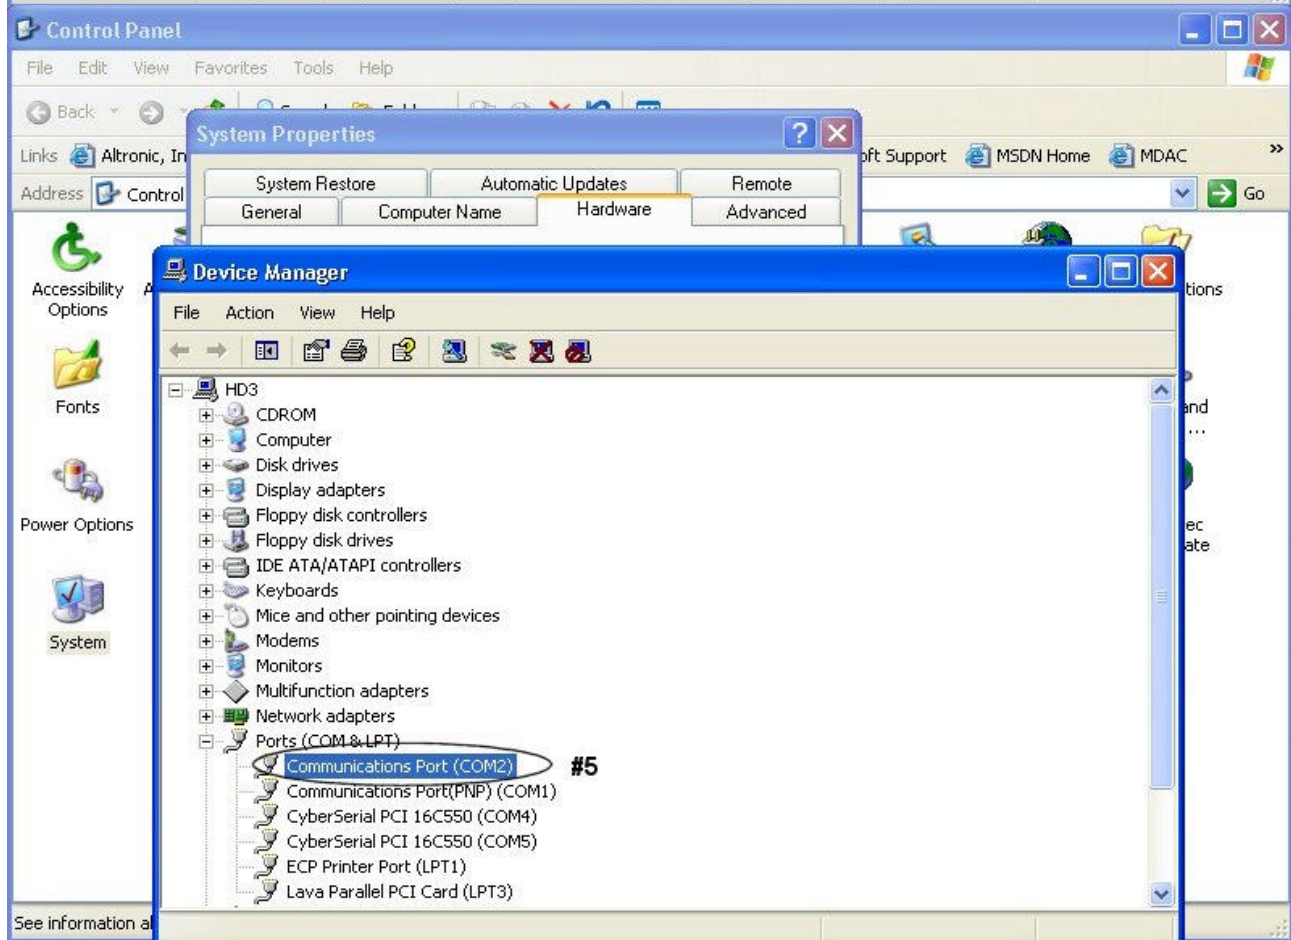 Control Panel
File Edit View Favorites Tools Help
Back
System Properties
Links Altronic, In
oft Support MSDN Home MDAC »
System Restore Automatic Updates Remote
Address Control
Go
General Computer Name Hardware Advanced
Device Manager
Accessibility Options
tions
File Action View Help
HD3
CDROM
Fonts
and
...
Computer
Disk drives
Display adapters
Power Options
Floppy disk controllers
ec
ate
Floppy disk drives
IDE ATA/ATAPI controllers
Keyboards
Mice and other pointing devices
System
Modems
Monitors
Multifunction adapters
Network adapters
Ports (COM & LPT)
Communications Port (COM2) #5
Communications Port(PNP) (COM1)
CyberSerial PCI 16C550 (COM4)
CyberSerial PCI 16C550 (COM5)
ECP Printer Port (LPT1)
Lava Parallel PCI Card (LPT3)
See information a